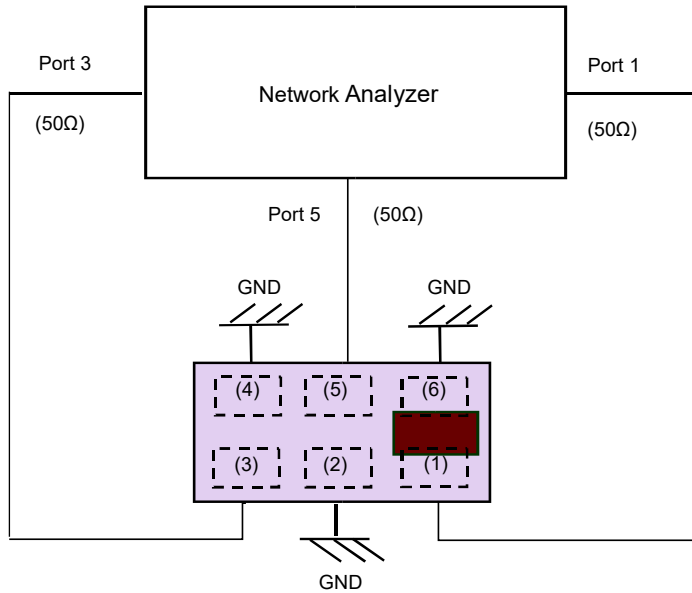 Port 3
Port 1
Network Analyzer
(50Ω)
(50Ω)
Port 5
(50Ω)
GND
GND
(4)
(5)
(6)
(3)
(2)
(1)
GND